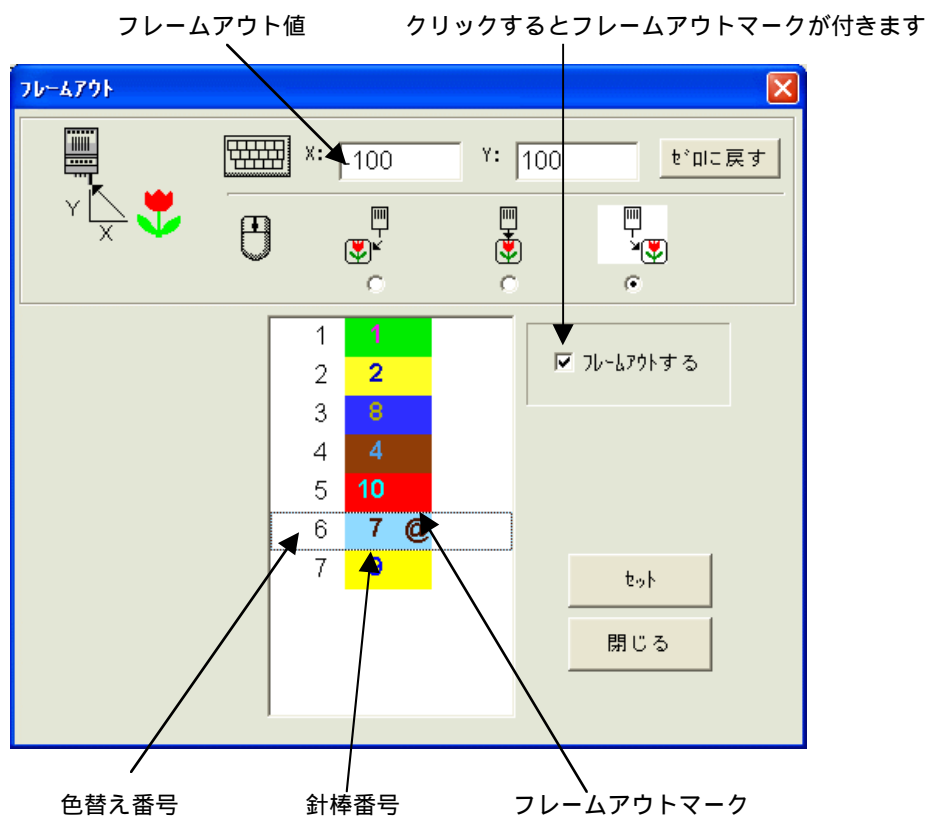 フレームアウト値 クリックするとフレームアウトマークが付きます
ﾌﾚｰﾑｱｳﾄ
X: -100 Y: 100 ｾﾞﾛに戻す
Y
X
1 1
2 2
3 8
4 4
5 10
6 7 @
7 9
ﾌﾚｰﾑｱｳﾄする
ｾｯﾄ
閉じる
色替え番号 針棒番号 フレームアウトマーク